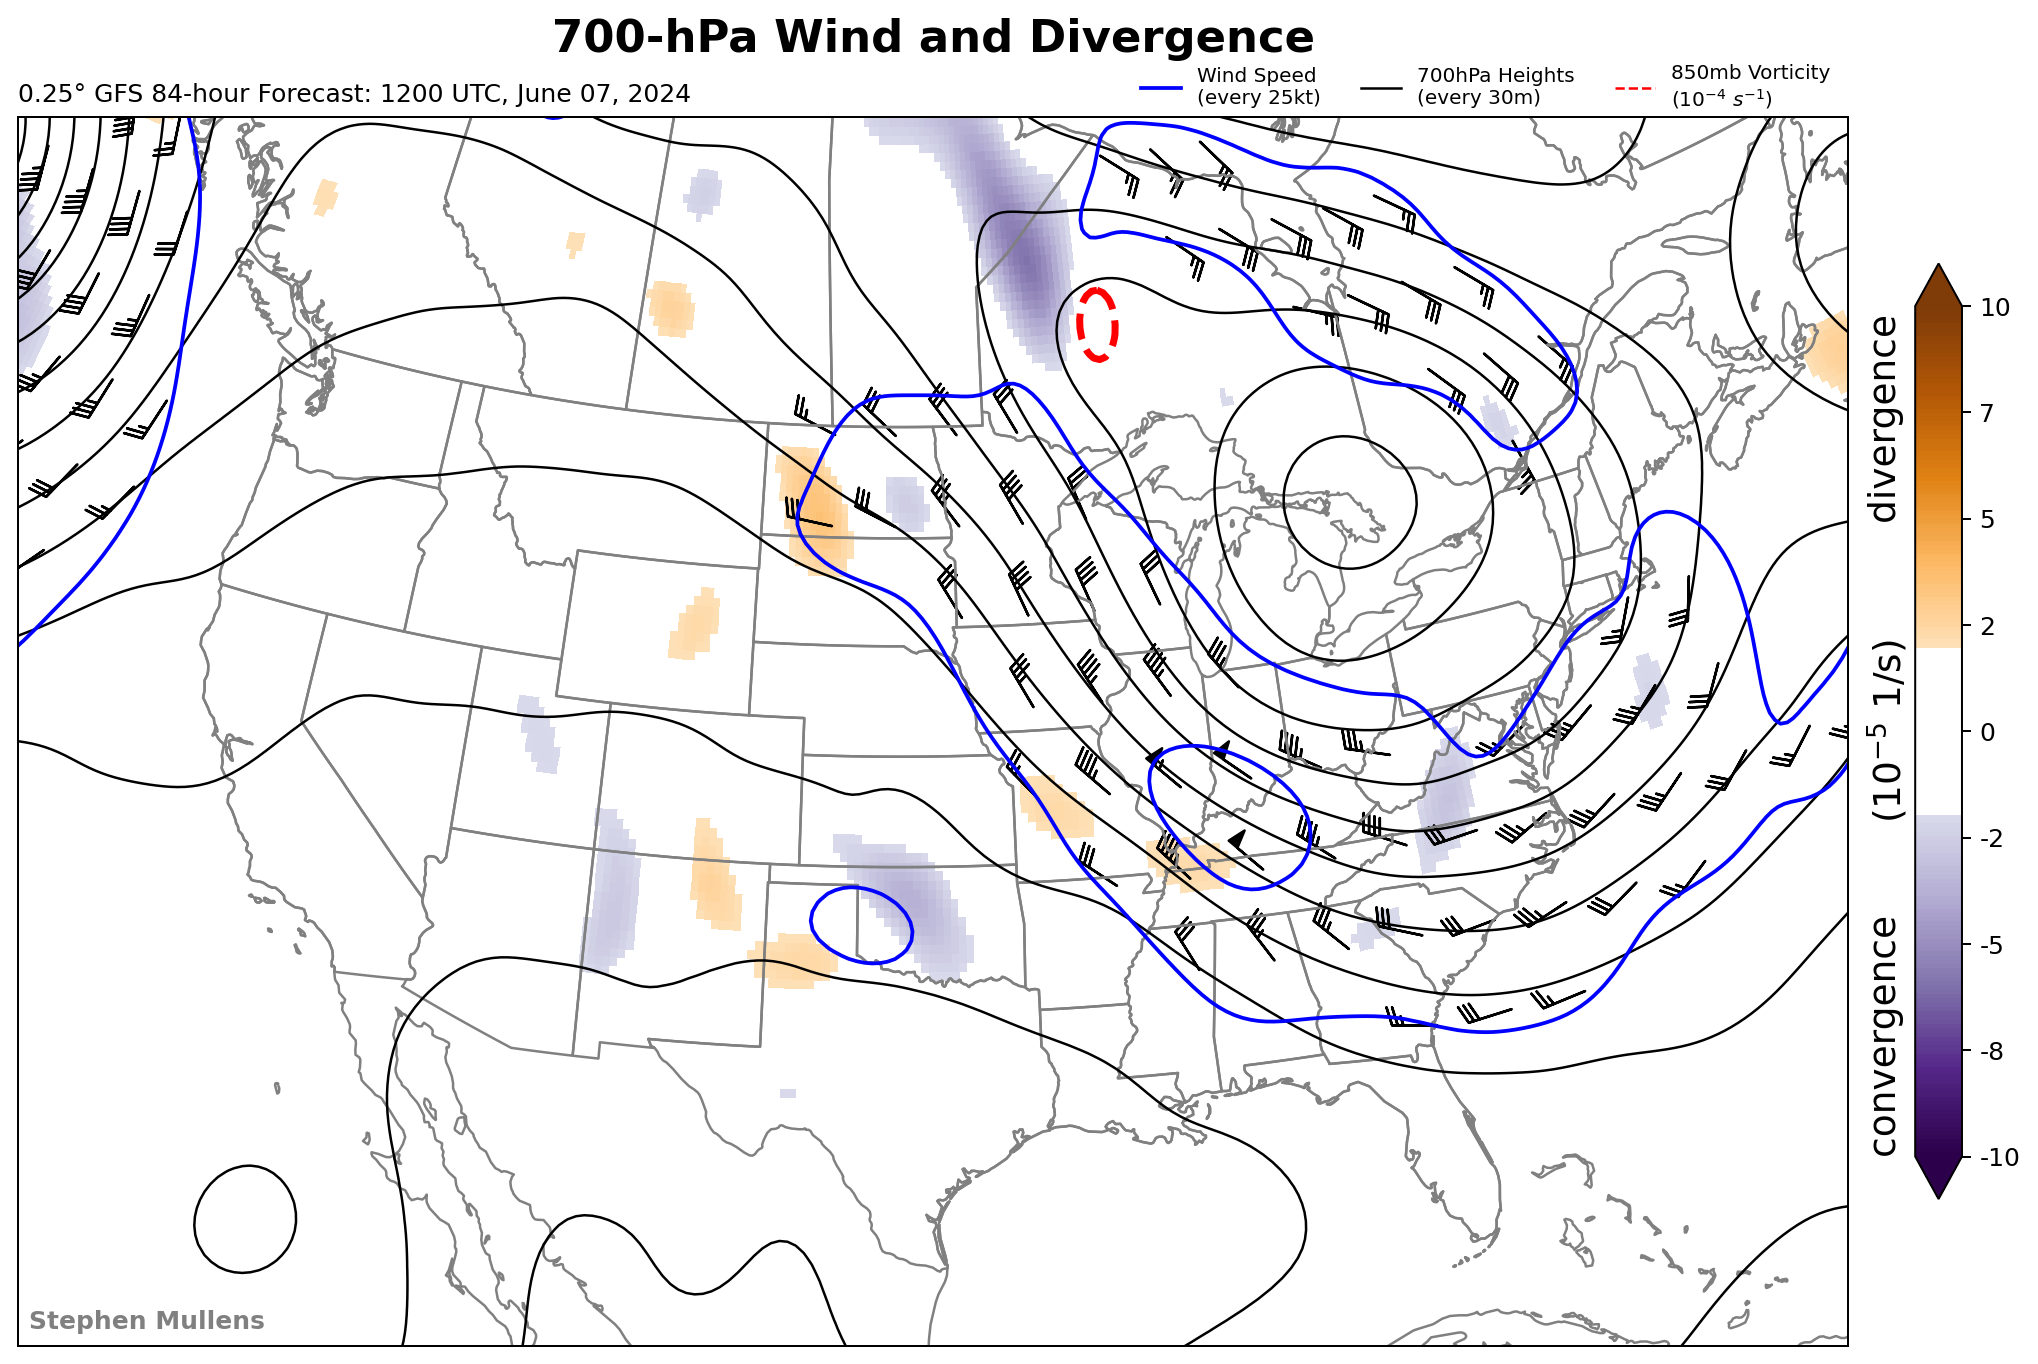 700-hPa Wind and Divergence
0.25° GFS 84-hour Forecast: 1200 UTC, June 07, 2024
Wind Speed
(every 25kt)
700hPa Heights
(every 30m)
850mb Vorticity
(10⁻⁴ s⁻¹)
10
7
5
2
0
-2
-5
-8
-10
convergence (10⁻⁵ 1/s) divergence
Stephen Mullens